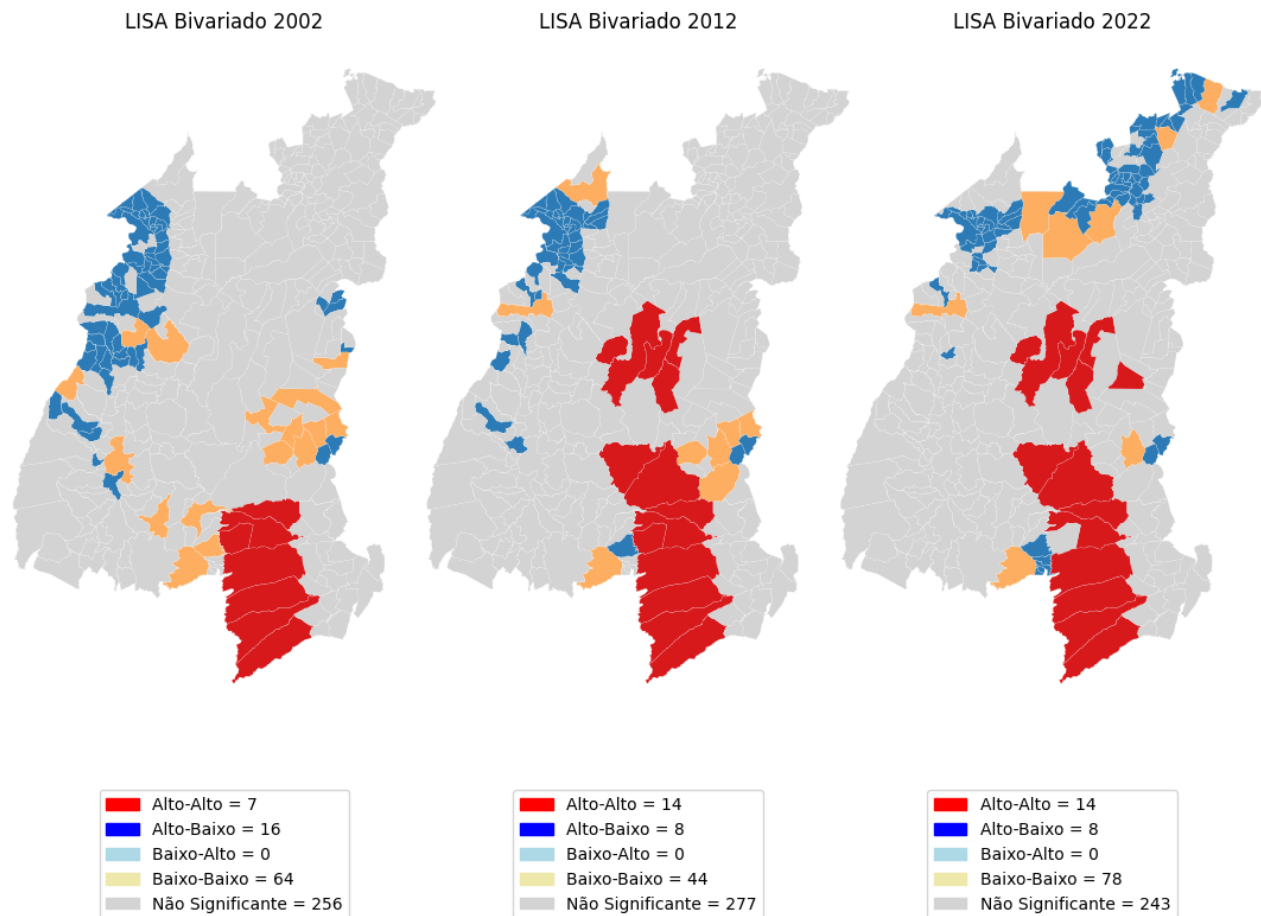 LISA Bivariado 2002
LISA Bivariado 2012
LISA Bivariado 2022
Alto-Alto = 7
Alto-Baixo = 16
Baixo-Alto = 0
Baixo-Baixo = 64
Não Significante = 256
Alto-Alto = 14
Alto-Baixo = 8
Baixo-Alto = 0
Baixo-Baixo = 44
Não Significante = 277
Alto-Alto = 14
Alto-Baixo = 8
Baixo-Alto = 0
Baixo-Baixo = 78
Não Significante = 243